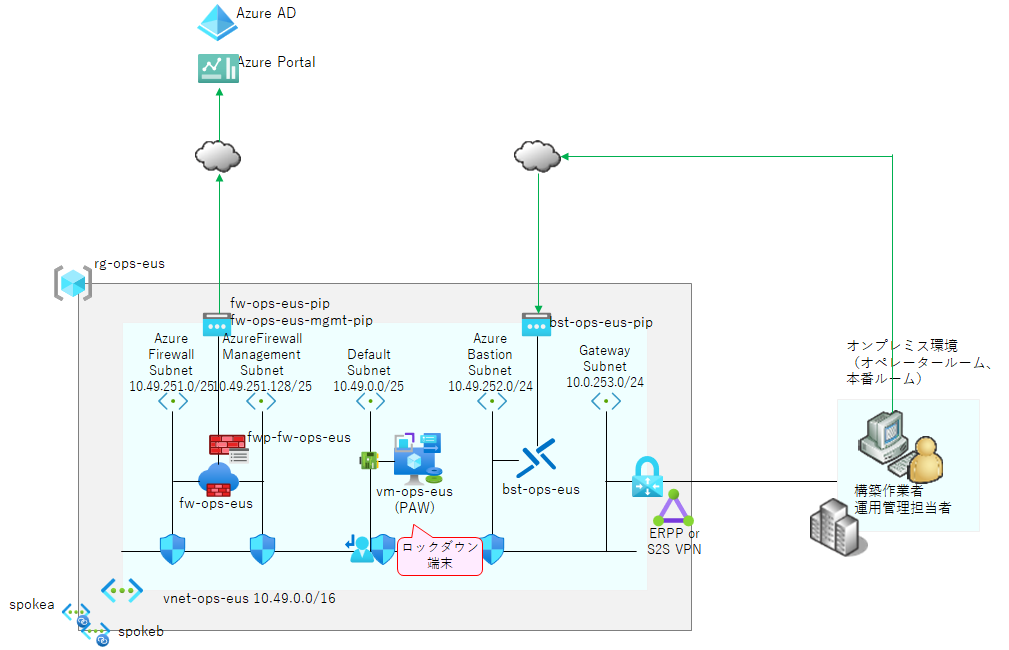 Azure AD
Azure Portal
rg-ops-eus
fw-ops-eus-pip
fw-ops-eus-mgmt-pip
bst-ops-eus-pip
Azure
Firewall
Subnet
10.49.251.0/25
AzureFirewall
Management
Subnet
10.49.251.128/25
Default
Subnet
10.49.0.0/25
Azure
Bastion
Subnet
10.49.252.0/24
Gateway
Subnet
10.0.253.0/24
オンプレミス環境
（オペレータールーム、
本番ルーム）
fwp-fw-ops-eus
fw-ops-eus
vm-ops-eus
(PAW)
bst-ops-eus
構築作業者
運用管理担当者
ERPP or
S2S VPN
ロックダウン
端末
vnet-ops-eus 10.49.0.0/16
spokea
spokeb